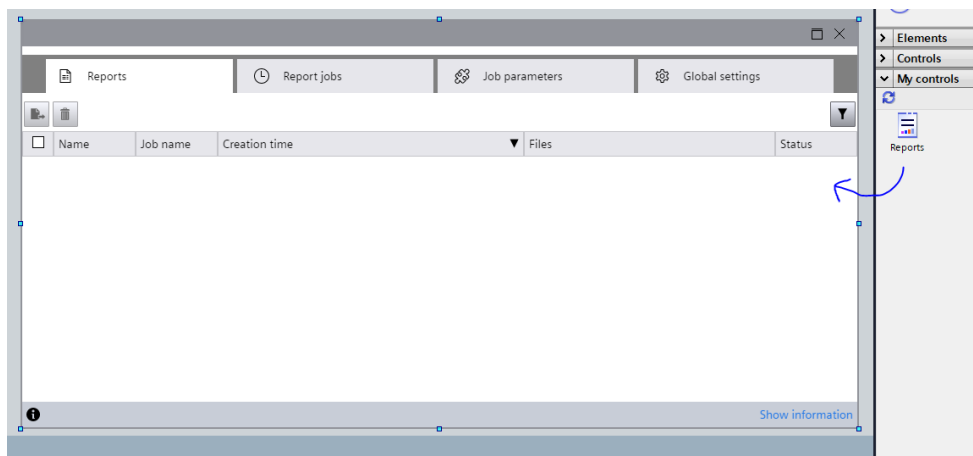 Elements
Controls
My controls
Reports
Reports Report jobs Job parameters Global settings
Name Job name Creation time Files Status
Show information